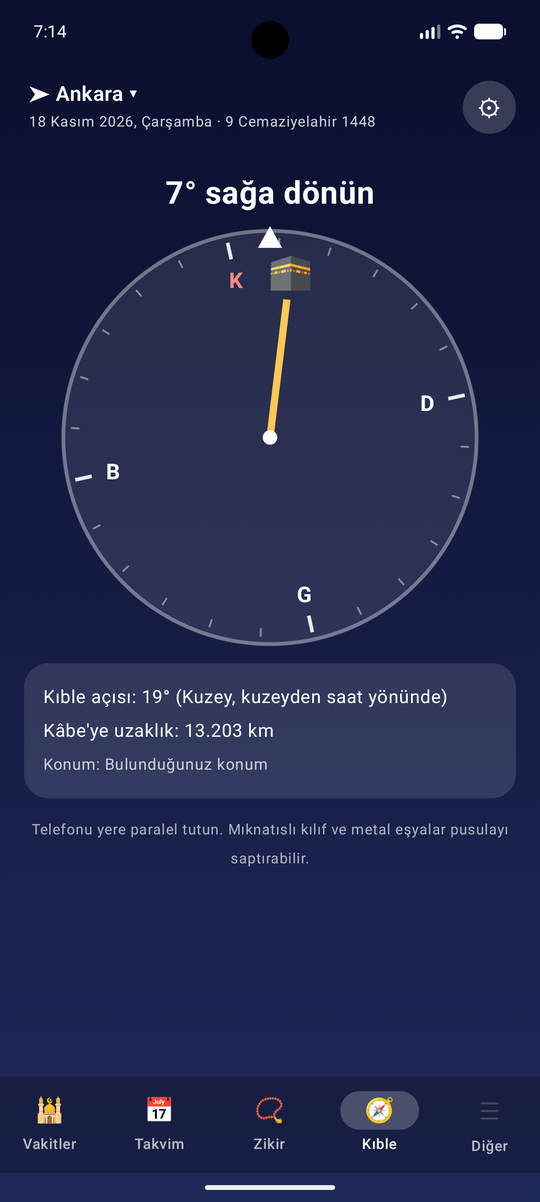 7:14
Ankara ▾
18 Kasım 2026, Çarşamba · 9 Cemaziyelahir 1448
7° sağa dönün
K
D
B
G
Kıble açısı: 19° (Kuzey, kuzeyden saat yönünde)
Kâbe'ye uzaklık: 13.203 km
Konum: Bulunduğunuz konum
Telefonu yere paralel tutun. Mıknatıslı kılıf ve metal eşyalar pusulayı
saptırabilir.
July
17
Vakitler
Takvim
Zikir
Kıble
Diğer